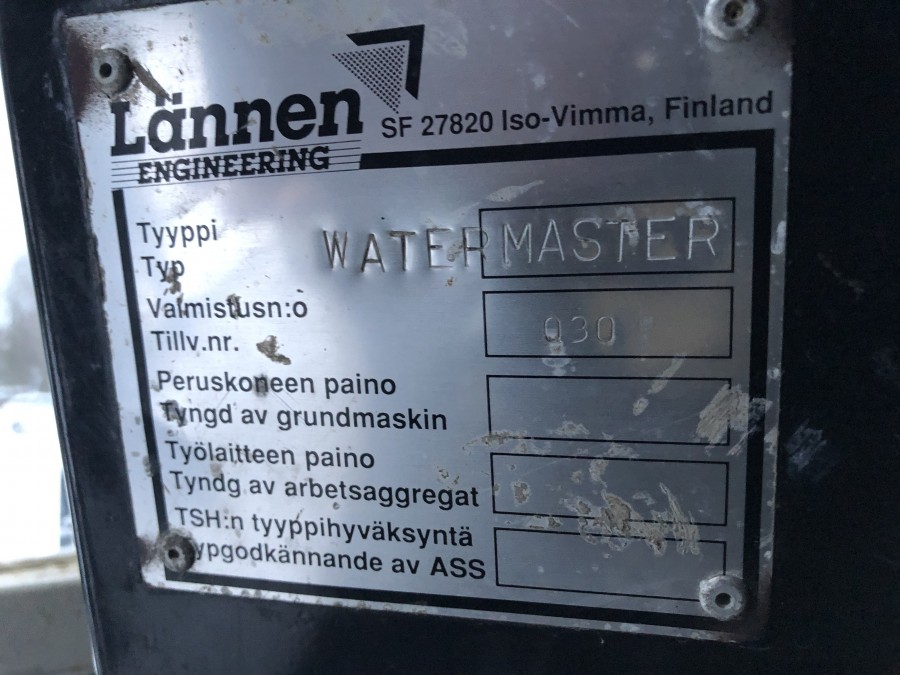 Lännen
ENGINEERING
SF 27820 Iso-Vimma, Finland
Tyyppi
Typ
WATERMASTER
Valmistusn:o
Tillv.nr.
030
Peruskoneen paino
Tyngd av grundmaskin
Työlaitteen paino
Tyndg av arbetsaggregat
TSH:n tyyppihyväksyntä
Typgodkännande av ASS